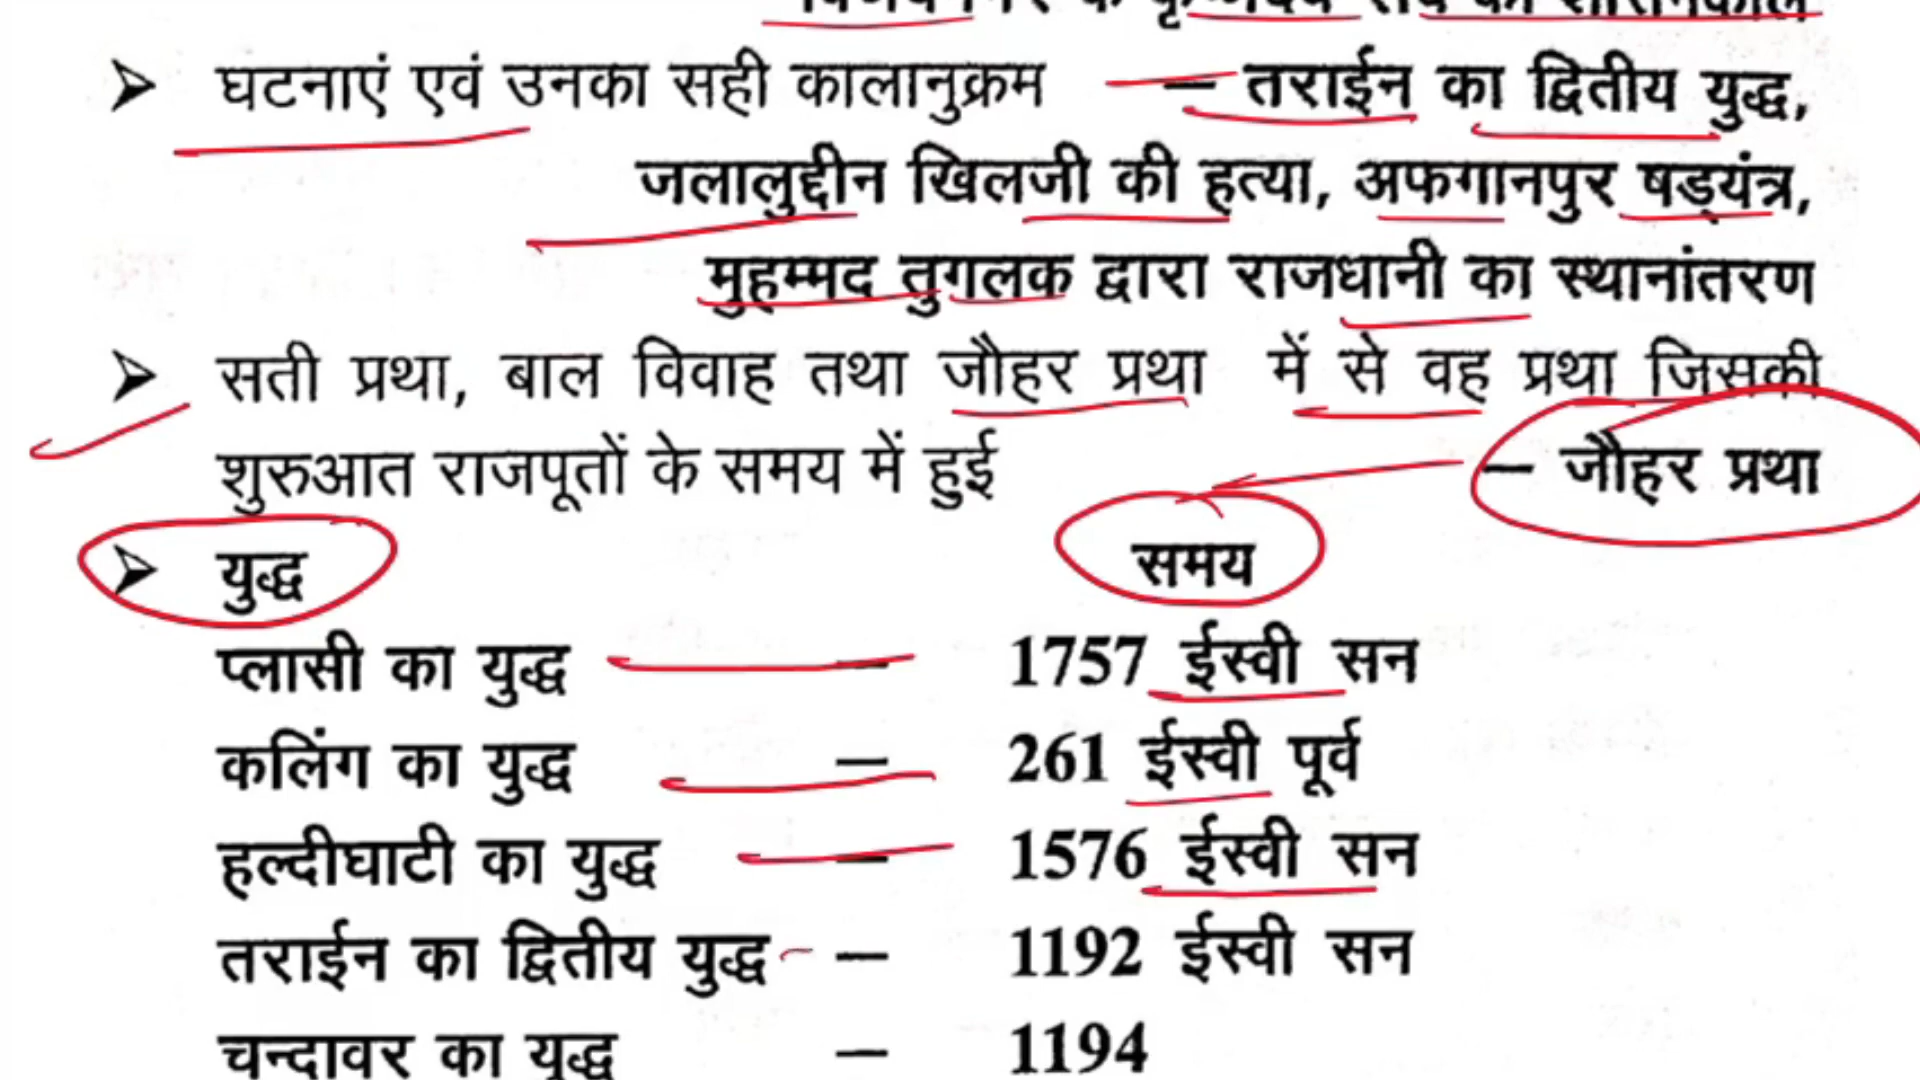 के कृष्णदेव राय का शासनकाल
➤ घटनाएं एवं उनका सही कालानुक्रम — तराईन का द्वितीय युद्ध,
जलालुद्दीन खिलजी की हत्या, अफगानपुर षड्यंत्र,
मुहम्मद तुगलक द्वारा राजधानी का स्थानांतरण
➤ सती प्रथा, बाल विवाह तथा जौहर प्रथा में से वह प्रथा जिसकी
शुरुआत राजपूतों के समय में हुई — जौहर प्रथा
➤ युद्ध समय
प्लासी का युद्ध — 1757 ईस्वी सन
कलिंग का युद्ध — 261 ईस्वी पूर्व
हल्दीघाटी का युद्ध — 1576 ईस्वी सन
तराईन का द्वितीय युद्ध — 1192 ईस्वी सन
चन्दावर का युद्ध — 1194